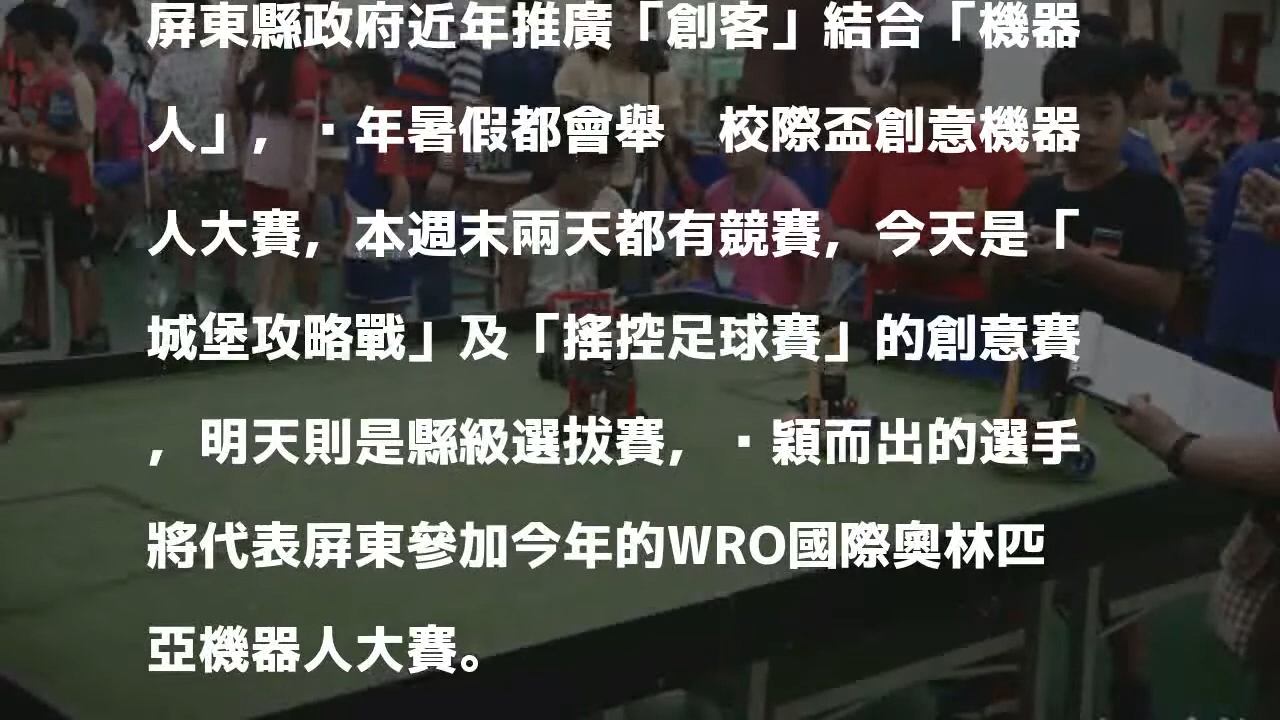 屏東縣政府近年推廣「創客」結合「機器
人」，▪年暑假都會舉　校際盃創意機器
人大賽，本週末兩天都有競賽，今天是「
城堡攻略戰」及「搖控足球賽」的創意賽
，明天則是縣級選拔賽，▪穎而出的選手
將代表屏東參加今年的WRO國際奧林匹
亞機器人大賽。